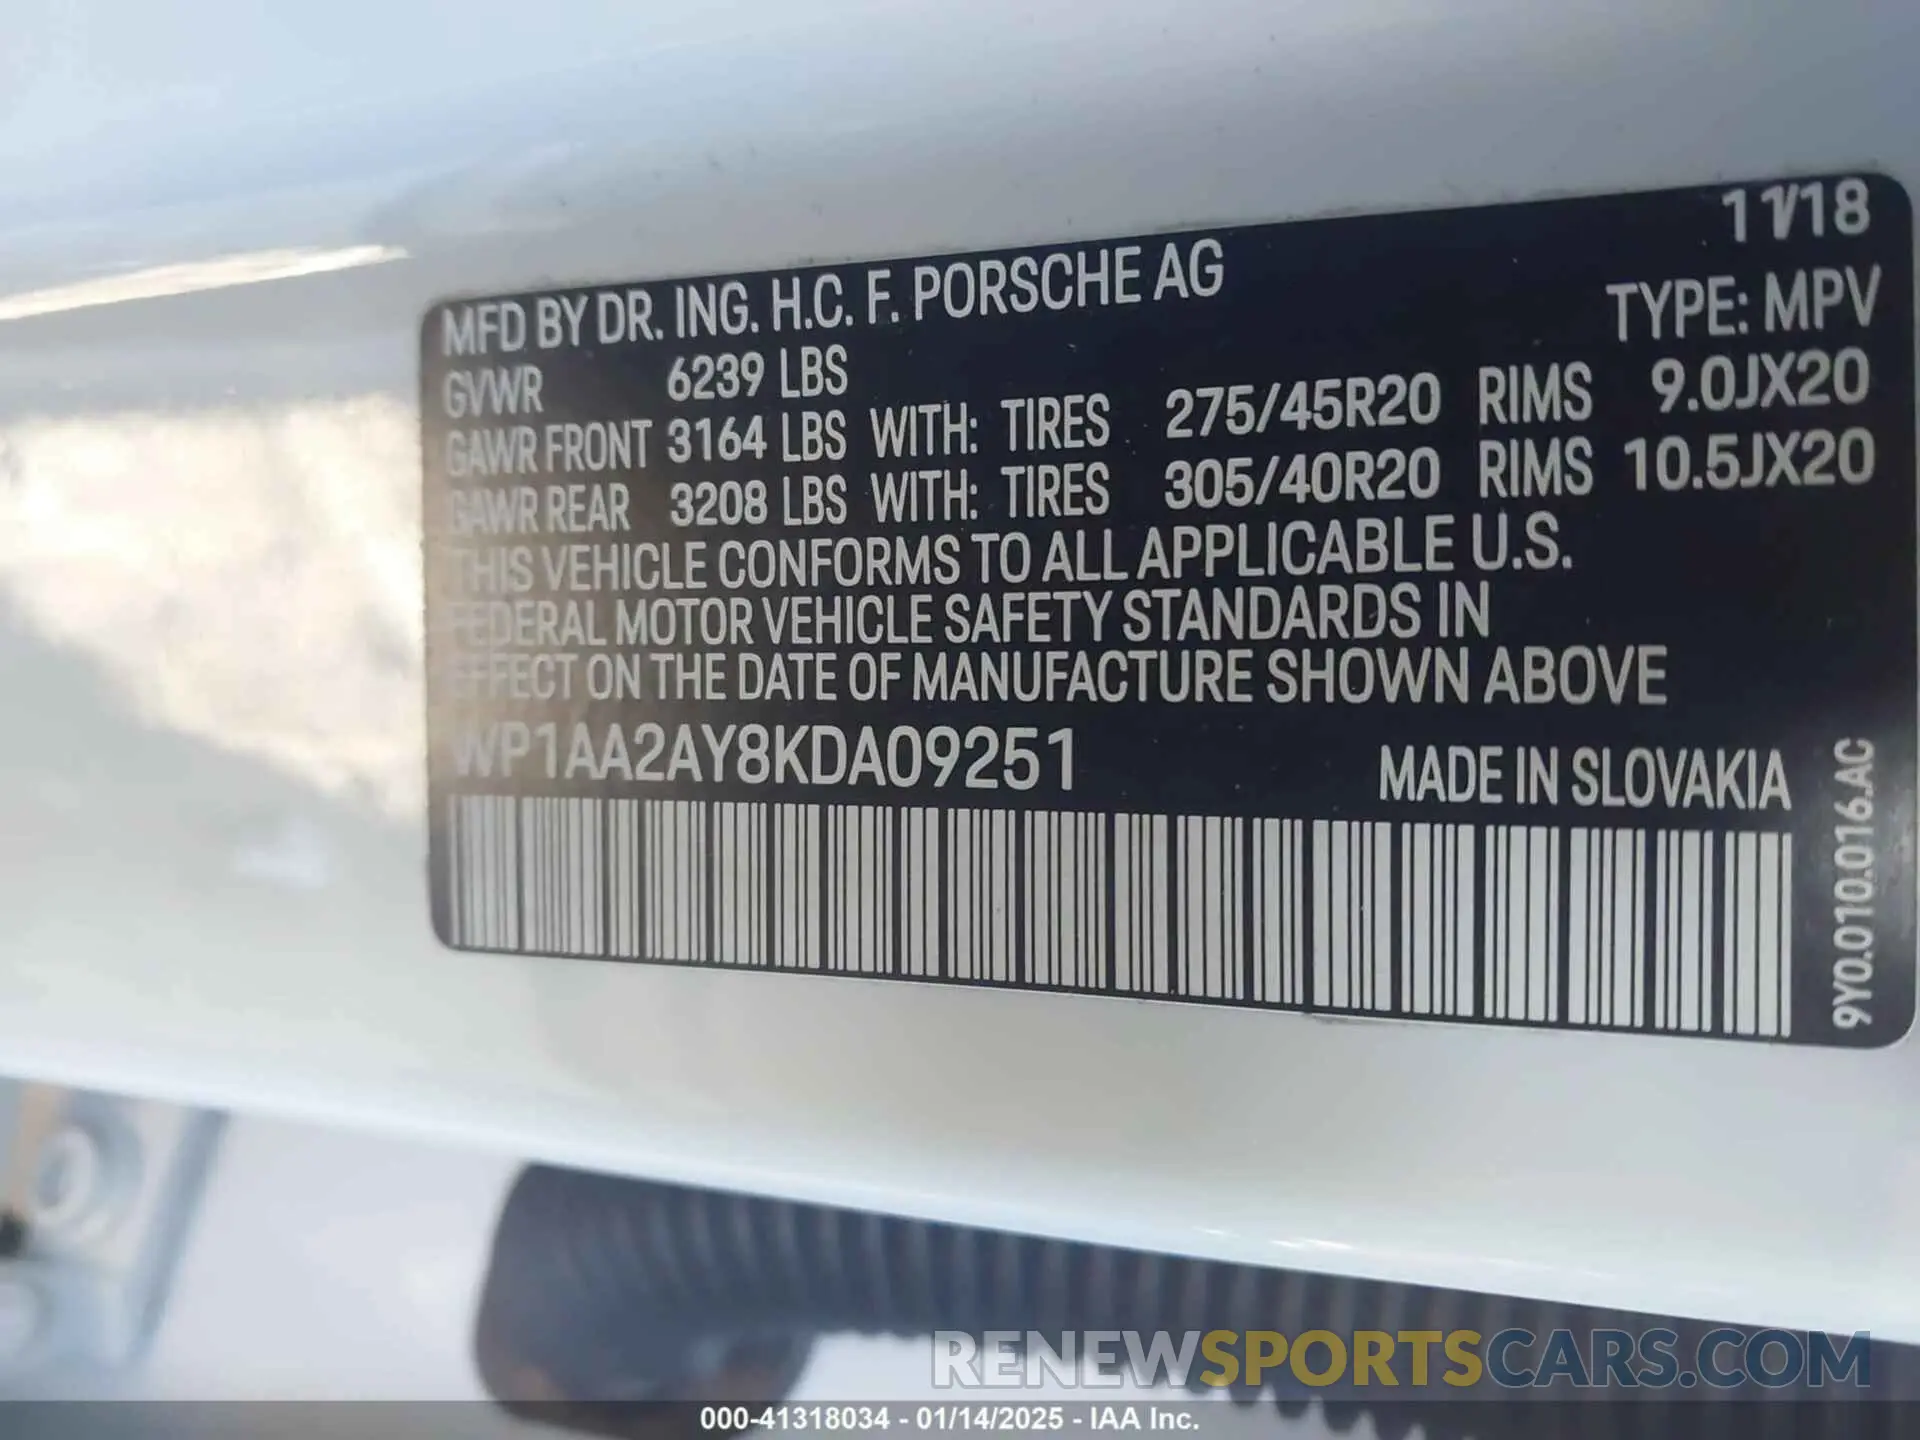 11/18
MFD BY DR. ING. H.C. F. PORSCHE AG
TYPE: MPV
GVWR 6239 LBS
GAWR FRONT 3164 LBS WITH: TIRES 275/45R20 RIMS 9.0JX20
GAWR REAR 3208 LBS WITH: TIRES 305/40R20 RIMS 10.5JX20
THIS VEHICLE CONFORMS TO ALL APPLICABLE U.S.
FEDERAL MOTOR VEHICLE SAFETY STANDARDS IN
EFFECT ON THE DATE OF MANUFACTURE SHOWN ABOVE
WP1AA2AY8KDA09251
MADE IN SLOVAKIA
9Y0.010.016.AC
RENEWSPORTSCARS.COM
000-41318034 - 01/14/2025 - IAA Inc.